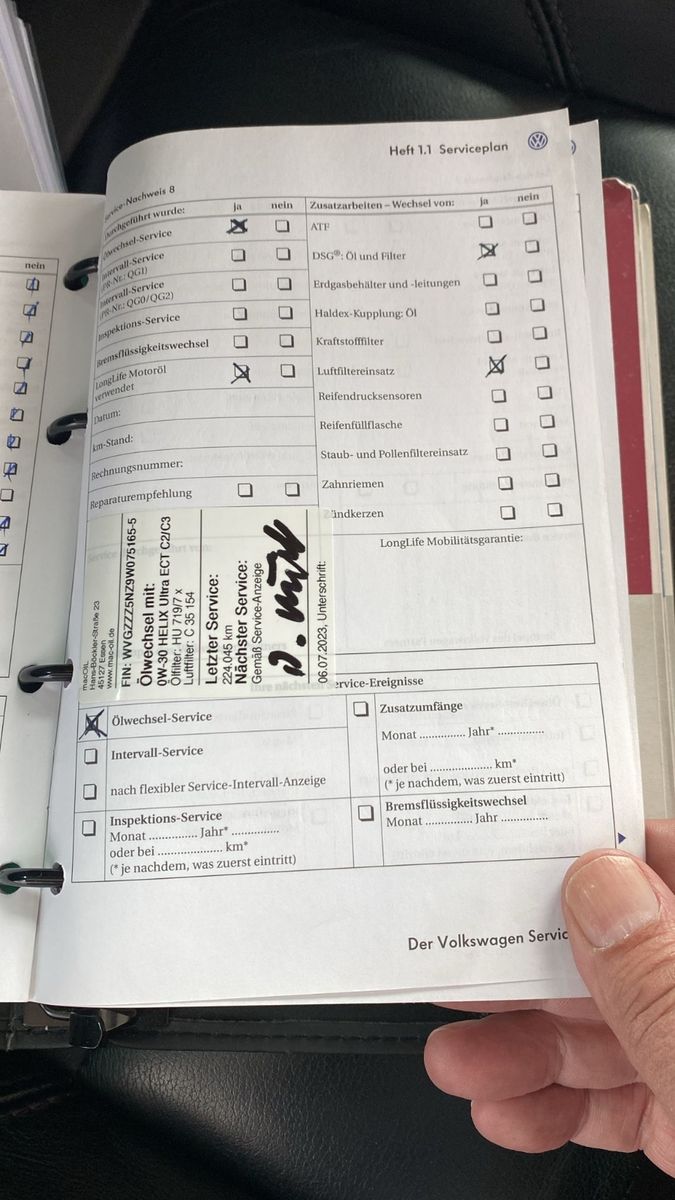 Heft 1.1 Serviceplan
Service-Nachweis 8
Durchgeführt wurde: ja nein
Ölwechsel-Service
Intervall-Service
(PR-Nr.: QG1)
Intervall-Service
(PR-Nr.: QG0/QG2)
Inspektions-Service
Bremsflüssigkeitswechsel
LongLife Motoröl
verwendet
Datum:
km-Stand:
Rechnungsnummer:
Reparaturempfehlung
Zusatzarbeiten – Wechsel von: ja nein
ATF
DSG®: Öl und Filter
Erdgasbehälter und -leitungen
Haldex-Kupplung: Öl
Kraftstofffilter
Luftfiltereinsatz
Reifendrucksensoren
Reifenfüllflasche
Staub- und Pollenfiltereinsatz
Zahnriemen
Zündkerzen
LongLife Mobilitätsgarantie:
macOIL
Hans-Böckler-Straße 23
45127 Essen
www.mac-oil.de
FIN: WVGZZZ5NZ9W075165-5
Ölwechsel mit:
0W-30 HELIX Ultra ECT C2/C3
Ölfilter: HU 719/7 x
Luftfilter: C 35 154
Letzter Service:
224.045 km
Nächster Service:
Gemäß Service-Anzeige
06.07.2023, Unterschrift:
ervice-Ereignisse
Ölwechsel-Service
Intervall-Service
nach flexibler Service-Intervall-Anzeige
Inspektions-Service
Monat ............... Jahr* ...............
oder bei .................... km*
(* je nachdem, was zuerst eintritt)
Zusatzumfänge
Monat ............... Jahr* ...............
oder bei .................... km*
(* je nachdem, was zuerst eintritt)
Bremsflüssigkeitswechsel
Monat ............... Jahr ...............
Der Volkswagen Servic
nein